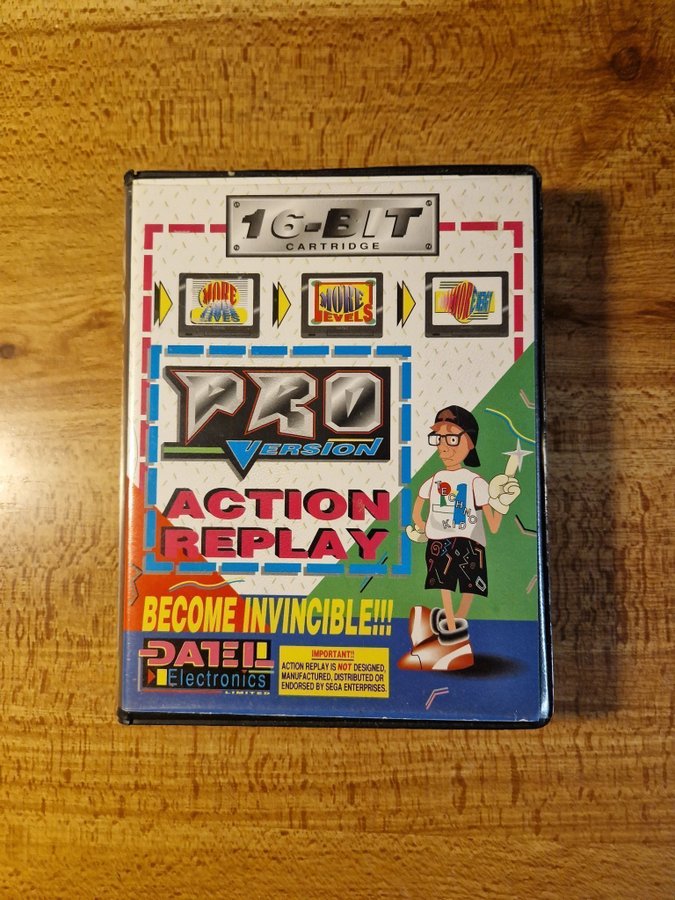 16-BIT
CARTRIDGE
MORE
LIVES
MORE
LEVELS
MORE
PRO
VERSION
ACTION
REPLAY
TECHNO
KID
BECOME INVINCIBLE!!!
DATEL
Electronics
LIMITED
IMPORTANT!!
ACTION REPLAY IS NOT DESIGNED,
MANUFACTURED, DISTRIBUTED OR
ENDORSED BY SEGA ENTERPRISES.